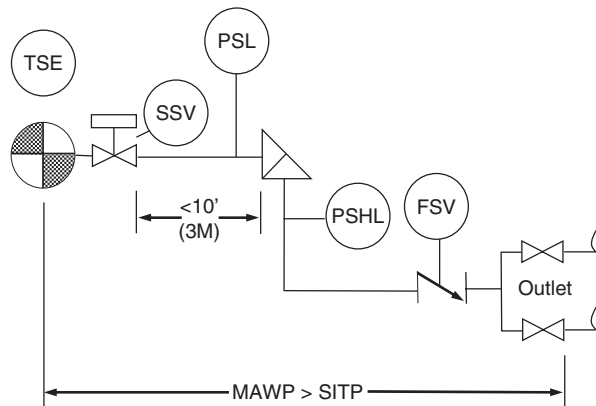 TSE
PSL
SSV
<10'
(3M)
PSHL
FSV
Outlet
MAWP > SITP